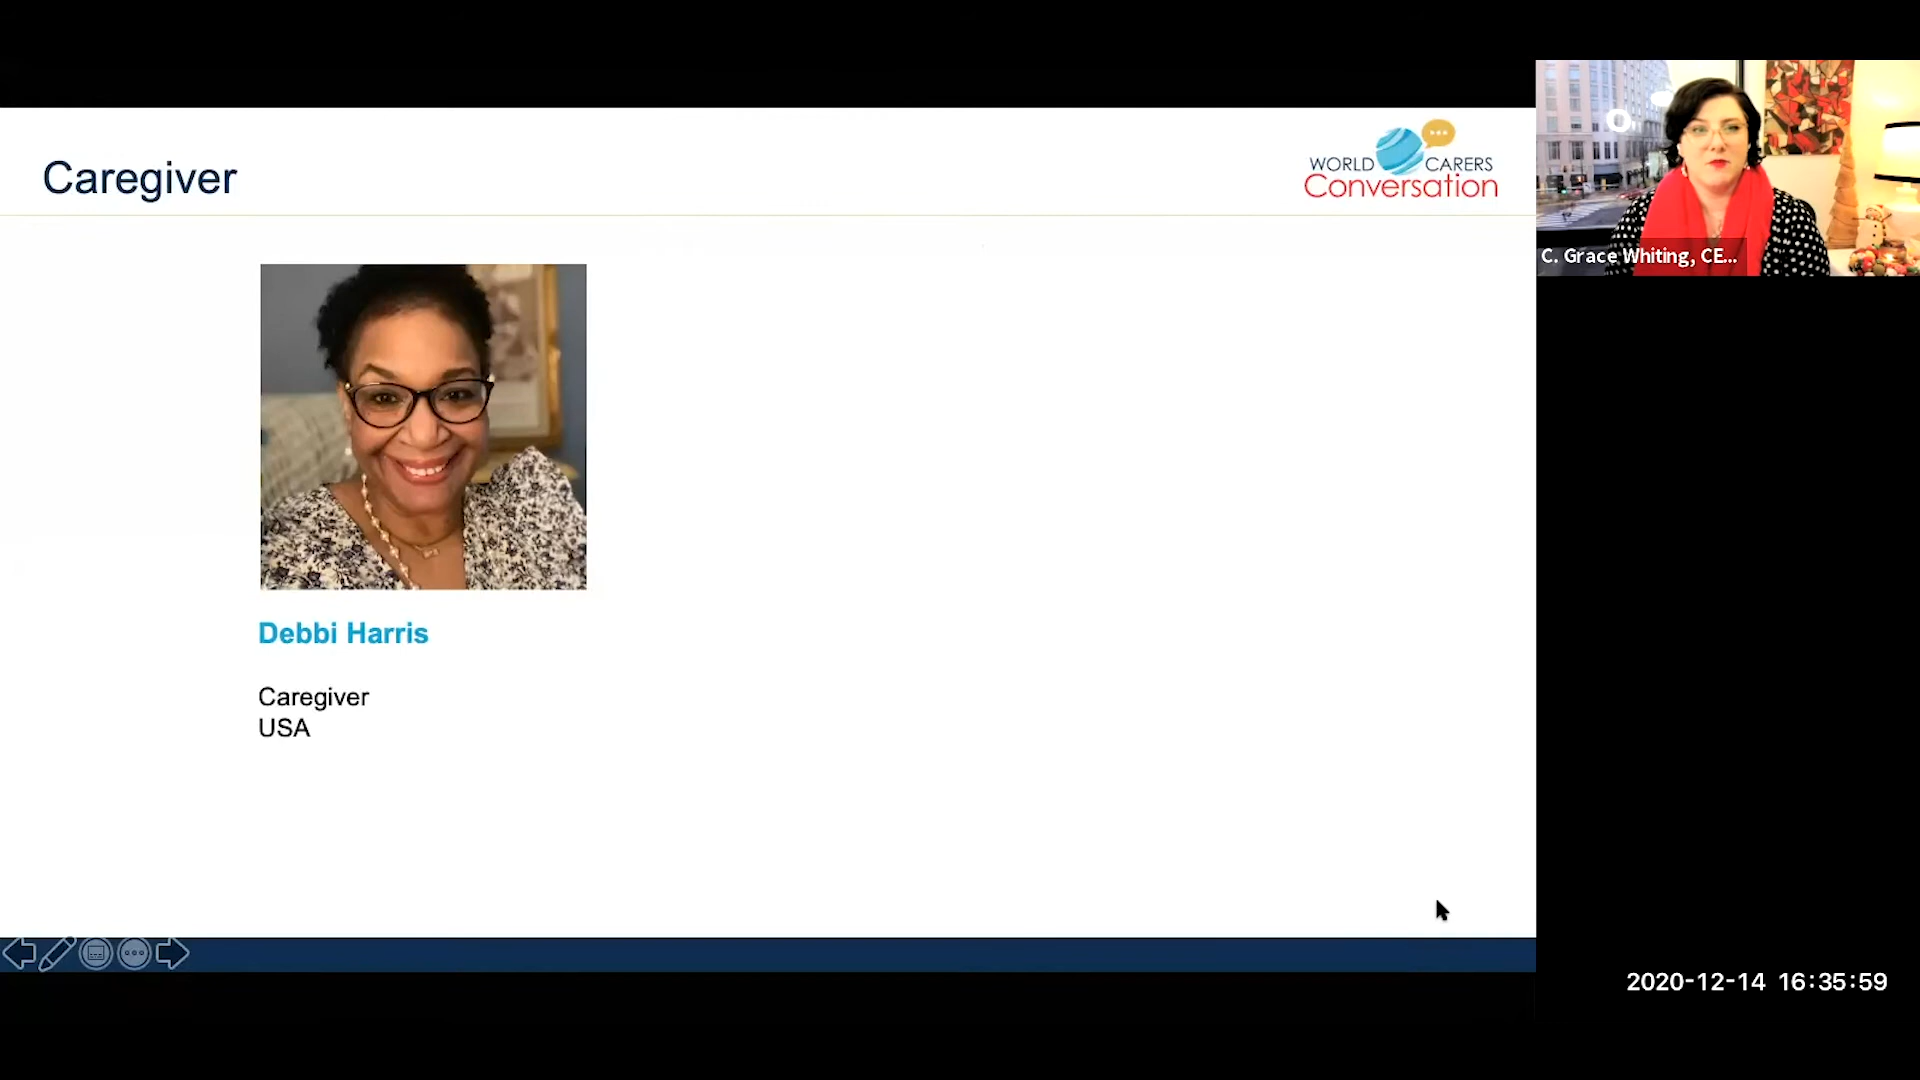 Caregiver
WORLD CARERS
Conversation
C. Grace Whiting, CE...
Debbi Harris
Caregiver
USA
2020-12-14 16:35:59